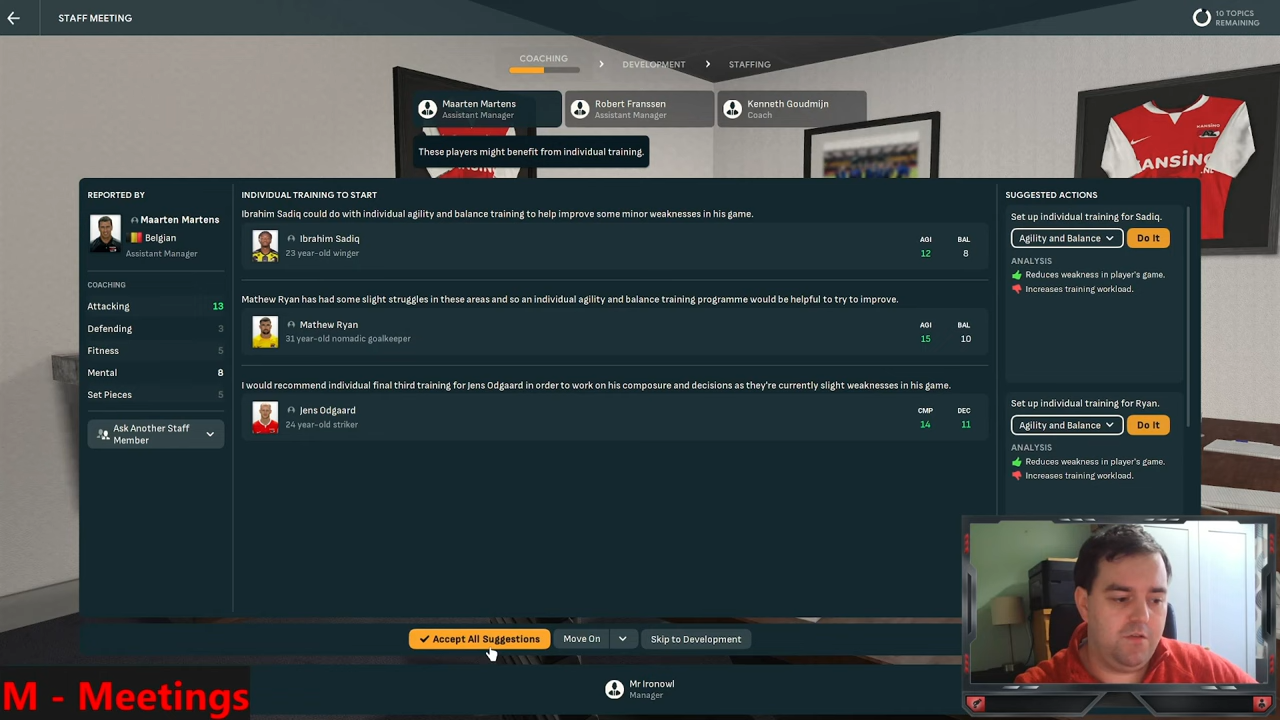 STAFF MEETING
10 TOPICS
REMAINING
COACHING
DEVELOPMENT
STAFFING
Maarten Martens
Assistant Manager
Robert Franssen
Assistant Manager
Kenneth Goudmijn
Coach
These players might benefit from individual training.
KANSINO
.NL
REPORTED BY
Maarten Martens
Belgian
Assistant Manager
COACHING
Attacking 13
Defending 3
Fitness 5
Mental 8
Set Pieces 5
Ask Another Staff
Member
INDIVIDUAL TRAINING TO START
Ibrahim Sadiq could do with individual agility and balance training to help improve some minor weaknesses in his game.
Ibrahim Sadiq
23 year-old winger
AGI BAL
12 8
Mathew Ryan has had some slight struggles in these areas and so an individual agility and balance training programme would be helpful to try to improve.
Mathew Ryan
31 year-old nomadic goalkeeper
AGI BAL
15 10
I would recommend individual final third training for Jens Odgaard in order to work on his composure and decisions as they're currently slight weaknesses in his game.
Jens Odgaard
24 year-old striker
CMP DEC
14 11
SUGGESTED ACTIONS
Set up individual training for Sadiq.
Agility and Balance Do It
ANALYSIS
Reduces weakness in player's game.
Increases training workload.
Set up individual training for Ryan.
Agility and Balance Do It
ANALYSIS
Reduces weakness in player's game.
Increases training workload.
Accept All Suggestions
Move On
Skip to Development
Mr Ironowl
Manager
M - Meetings